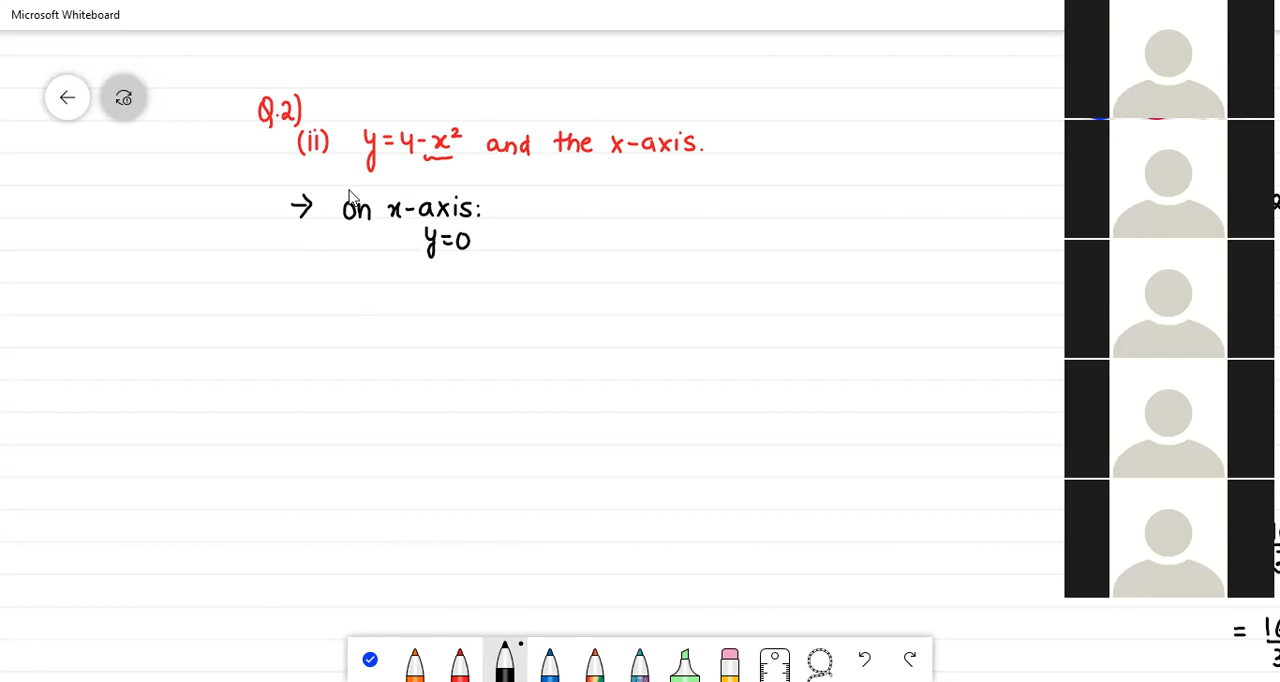 Microsoft Whiteboard
Q.2)
(ii) y = 4 - x² and the x-axis.
→ On x-axis:
y = 0
=